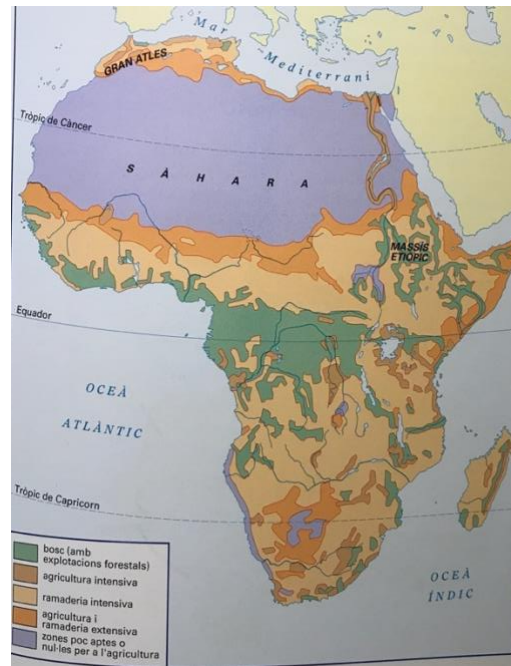 Mar
Mediterrani
GRAN ATLES
Tròpic de Càncer
SÀHARA
MASSÍS
ETIÒPIC
Equador
OCEÀ
ATLÀNTIC
Tròpic de Capricorn
OCEÀ
ÍNDIC
bosc (amb
explotacions forestals)
agricultura intensiva
ramaderia intensiva
agricultura i
ramaderia extensiva
zones poc aptes o
nul·les per a l'agricultura